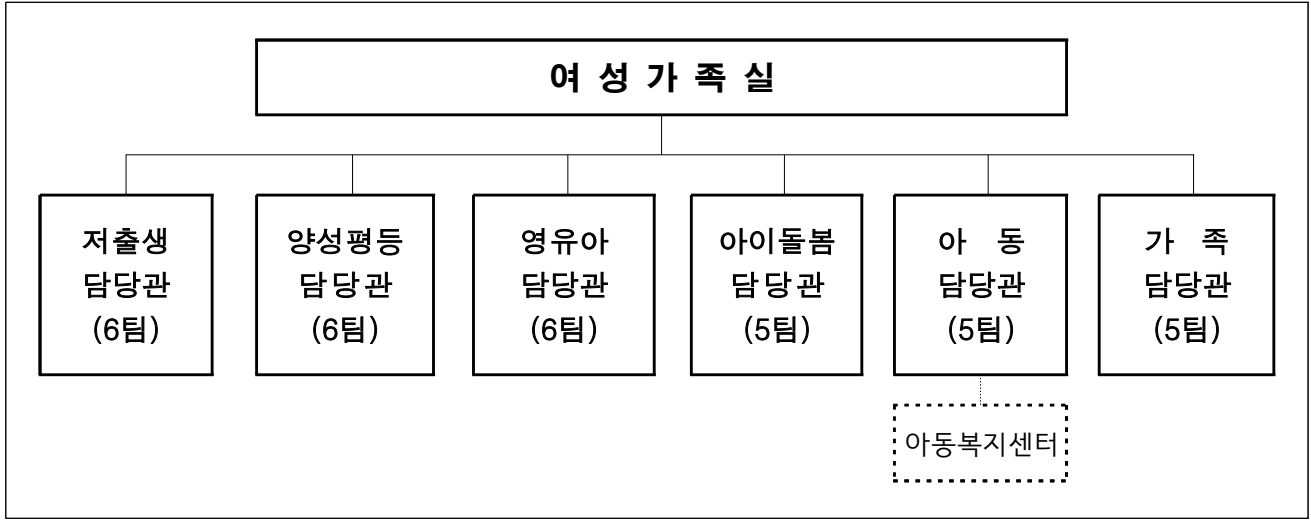 여성가족실
저출생
담당관
(6팀)
양성평등
담당관
(6팀)
영유아
담당관
(6팀)
아이돌봄
담당관
(5팀)
아 동
담당관
(5팀)
가 족
담당관
(5팀)
아동복지센터